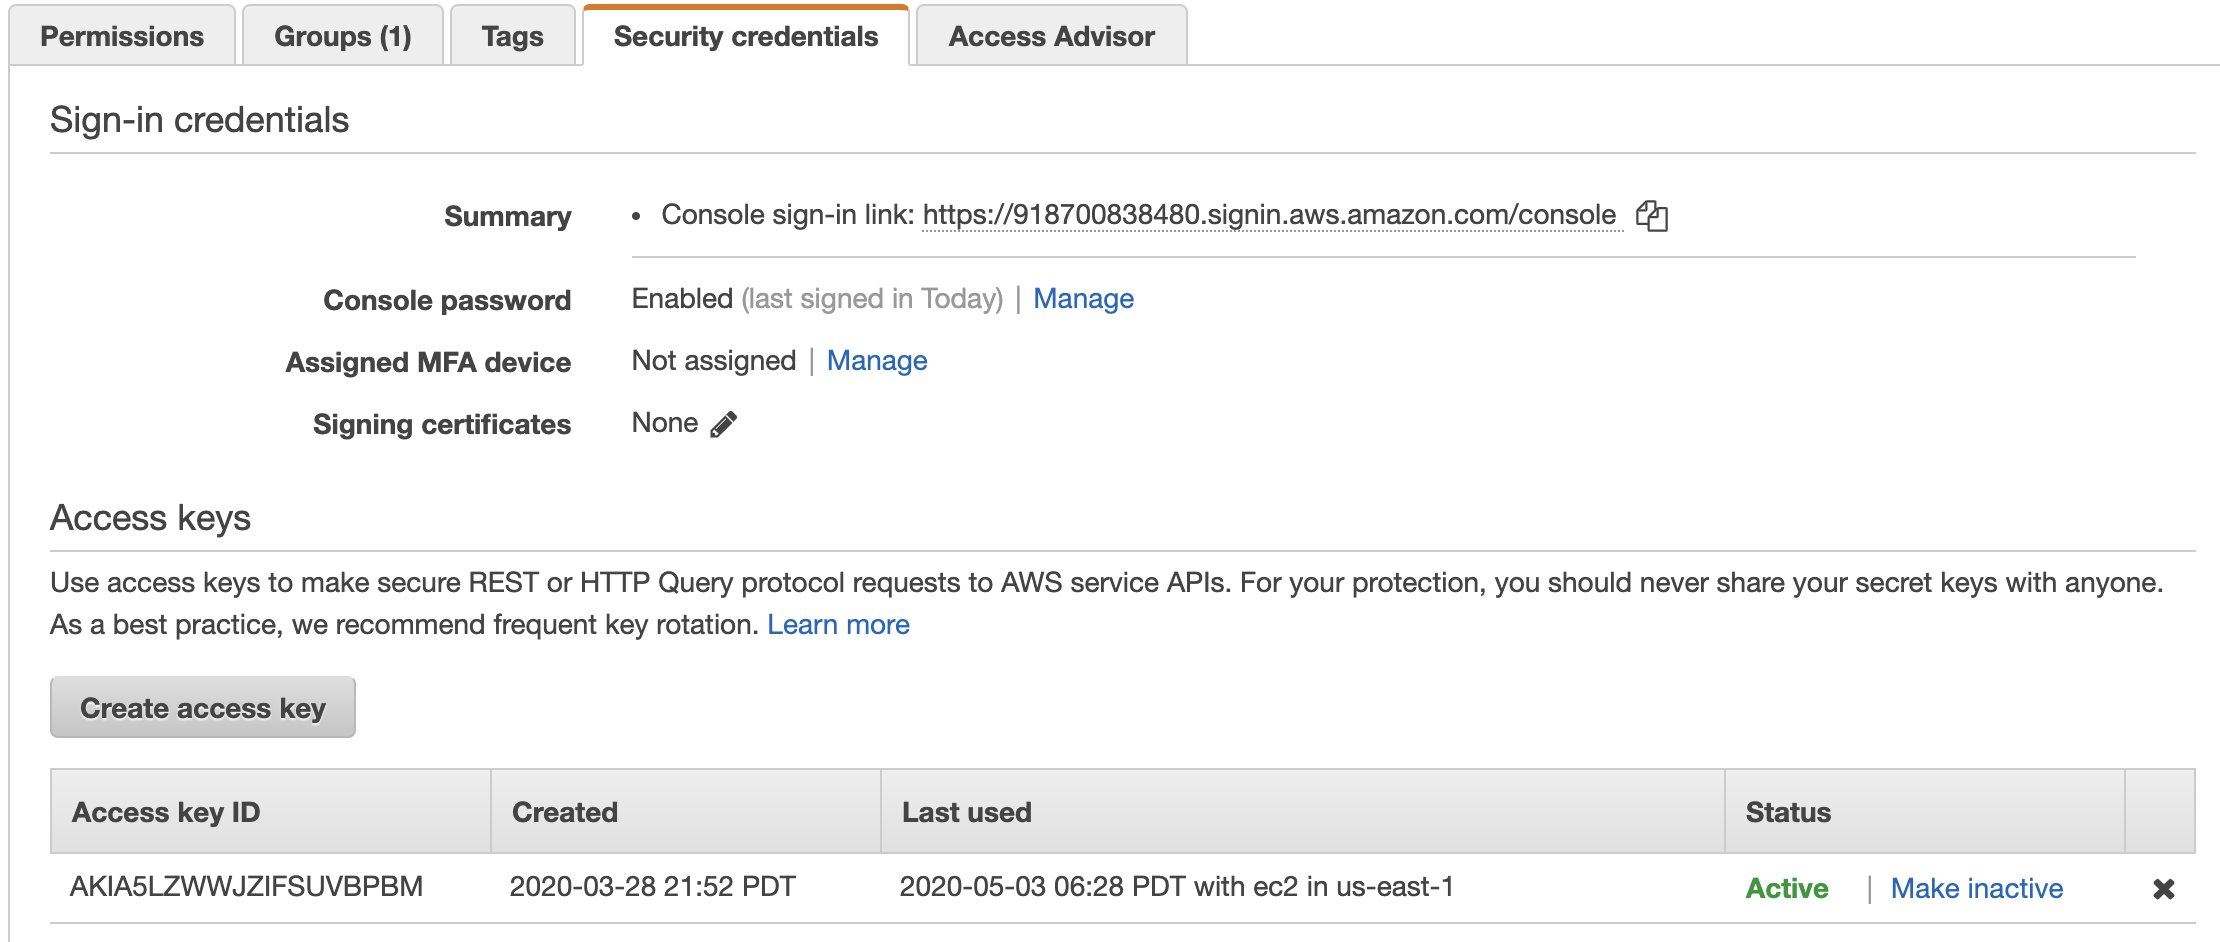 Permissions Groups (1) Tags Security credentials Access Advisor
Sign-in credentials
Summary • Console sign-in link: https://918700838480.signin.aws.amazon.com/console
Console password Enabled (last signed in Today) | Manage
Assigned MFA device Not assigned | Manage
Signing certificates None
Access keys
Use access keys to make secure REST or HTTP Query protocol requests to AWS service APIs. For your protection, you should never share your secret keys with anyone.
As a best practice, we recommend frequent key rotation. Learn more
Create access key
Access key ID Created Last used Status
AKIA5LZWWJZIFSUVBPBM 2020-03-28 21:52 PDT 2020-05-03 06:28 PDT with ec2 in us-east-1 Active | Make inactive